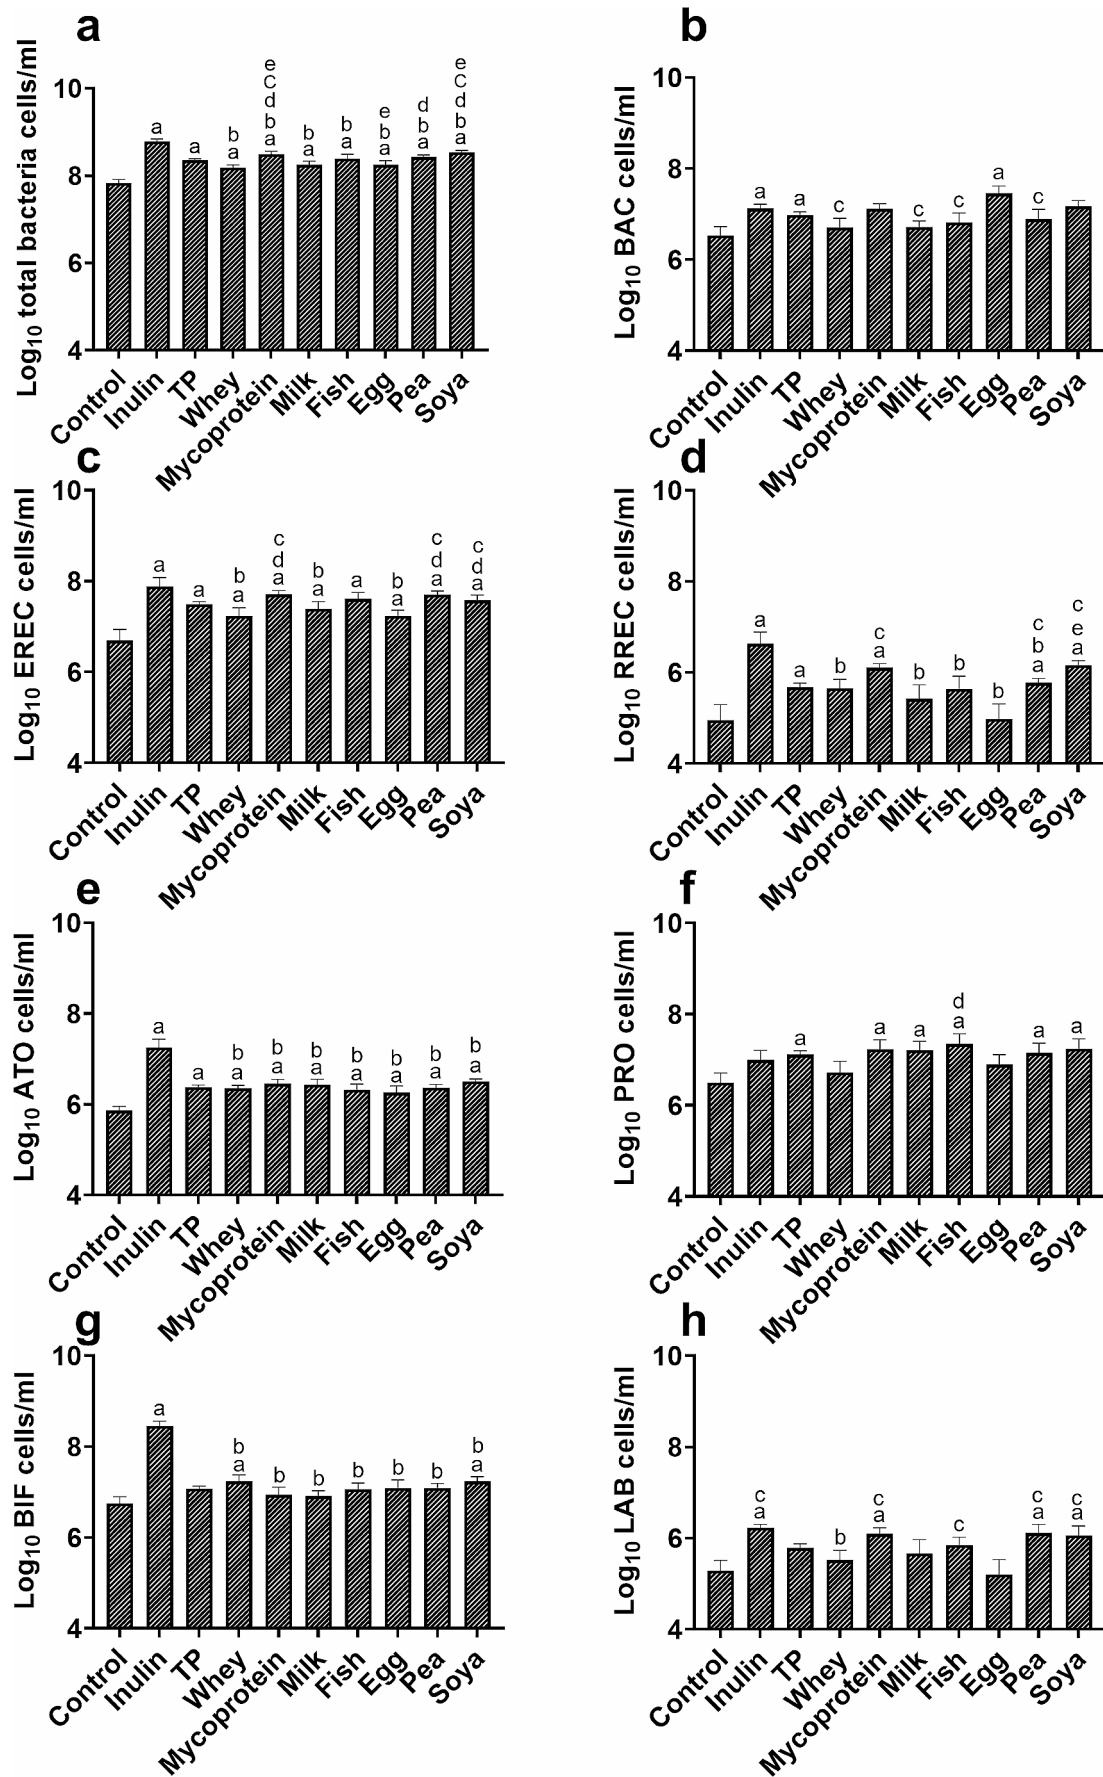 a
Log10 total bacteria cells/ml
10
8
6
4
a
a
b
a
e
c
d
b
a
b
a
b
a
e
b
a
d
b
a
e
c
d
b
a
Control
Inulin
TP
Whey
Mycoprotein
Milk
Fish
Egg
Pea
Soya
b
Log10 BAC cells/ml
10
8
6
4
a
a
c
c
c
a
c
Control
Inulin
TP
Whey
Mycoprotein
Milk
Fish
Egg
Pea
Soya
c
Log10 EREC cells/ml
10
8
6
4
a
a
b
a
c
d
a
b
a
a
b
a
c
d
a
c
d
a
Control
Inulin
TP
Whey
Mycoprotein
Milk
Fish
Egg
Pea
Soya
d
Log10 RREC cells/ml
10
8
6
4
a
a
b
c
a
b
b
b
c
b
a
c
e
a
Control
Inulin
TP
Whey
Mycoprotein
Milk
Fish
Egg
Pea
Soya
e
Log10 ATO cells/ml
10
8
6
4
a
a
b
a
b
a
b
a
b
a
b
a
b
a
b
a
Control
Inulin
TP
Whey
Mycoprotein
Milk
Fish
Egg
Pea
Soya
f
Log10 PRO cells/ml
10
8
6
4
a
a
a
d
a
a
a
Control
Inulin
TP
Whey
Mycoprotein
Milk
Fish
Egg
Pea
Soya
g
Log10 BIF cells/ml
10
8
6
4
a
b
a
b
b
b
b
b
b
a
Control
Inulin
TP
Whey
Mycoprotein
Milk
Fish
Egg
Pea
Soya
h
Log10 LAB cells/ml
10
8
6
4
c
a
b
c
a
c
c
a
c
a
Control
Inulin
TP
Whey
Mycoprotein
Milk
Fish
Egg
Pea
Soya